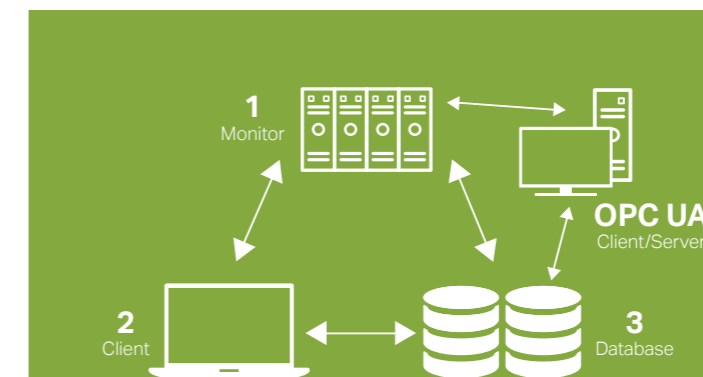 1
Monitor
OPC UA
Client/Server
2
Client
3
Database